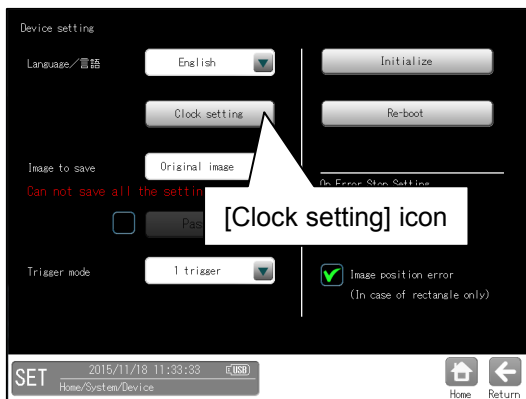 Device setting
Language／言語
English
Initialize
Clock setting
Re-boot
Image to save
Original image
Can not save all the settin
On Error Stop Setting
Pas
[Clock setting] icon
Trigger mode
1 trigger
Image position error
(In case of rectangle only)
SET
2015/11/18 11:33:33
USB
Home/System/Device
Home
Return